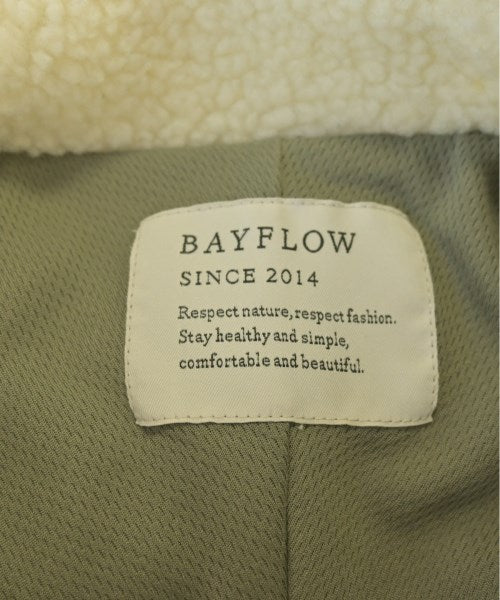 BAYFLOW
SINCE 2014
Respect nature, respect fashion.
Stay healthy and simple,
comfortable and beautiful.